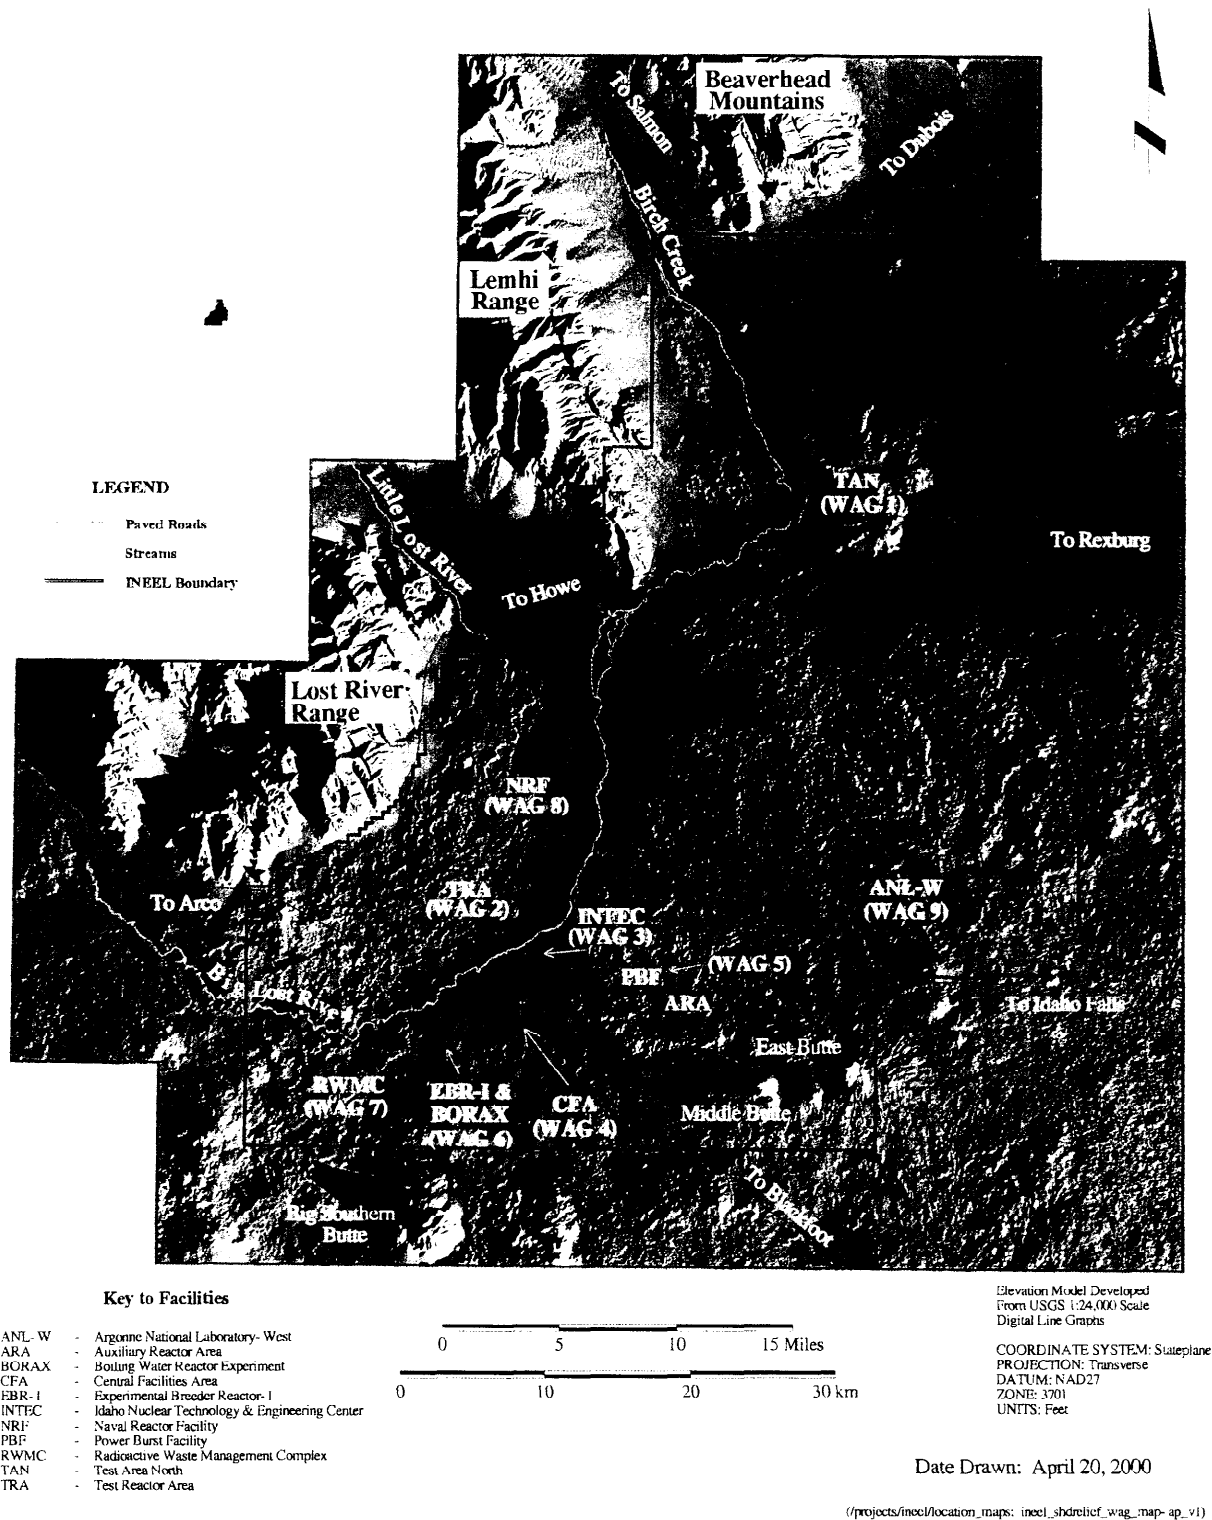 Beaverhead
Mountains
To Salmon
To Dubois
Birch Creek
Lemhi
Range
TAN
(WAG 1)
LEGEND
Paved Roads
Streams
INEEL Boundary
Little Lost River
To Howe
To Rexburg
Lost River
Range
NRF
(WAG 8)
TRA
(WAG 2)
ANL-W
(WAG 9)
To Arco
INTEC
(WAG 3)
PBF
(WAG 5)
ARA
Big Lost River
To Idaho Falls
East Butte
RWMC
(WAG 7)
EBR-I &
BORAX
(WAG 6)
CFA
(WAG 4)
Middle Butte
To Blackfoot
Big Southern
Butte
Key to Facilities
ANL-W - Argonne National Laboratory-West
ARA - Auxiliary Reactor Area
BORAX - Boiling Water Reactor Experiment
CFA - Central Facilities Area
EBR-I - Experimental Breeder Reactor-I
INTEC - Idaho Nuclear Technology & Engineering Center
NRF - Naval Reactor Facility
PBF - Power Burst Facility
RWMC - Radioactive Waste Management Complex
TAN - Test Area North
TRA - Test Reactor Area
0 5 10 15 Miles
0 10 20 30 km
Elevation Model Developed
From USGS 1:24,000 Scale
Digital Line Graphs
COORDINATE SYSTEM: Stateplane
PROJECTION: Transverse
DATUM: NAD27
ZONE: 3701
UNITS: Feet
Date Drawn: April 20, 2000
(/projects/ineel/location_maps: ineel_shdrelief_wag_map-ap_v1)